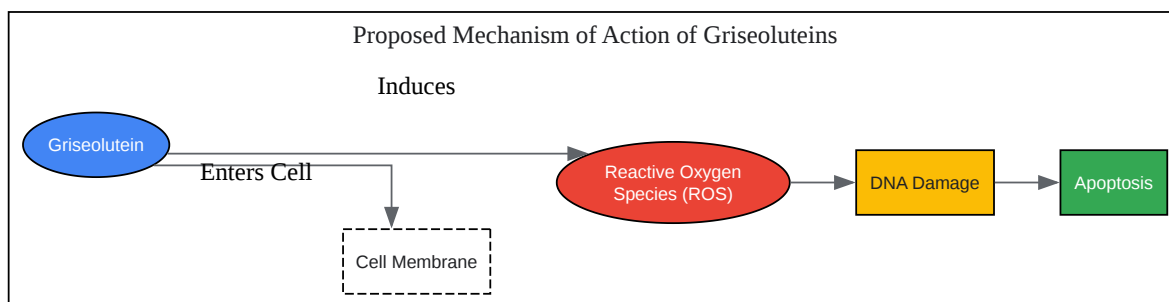 Proposed Mechanism of Action of Griseoluteins
Induces
Griseolutein
Enters Cell
Reactive Oxygen
Species (ROS)
DNA Damage
Apoptosis
Cell Membrane